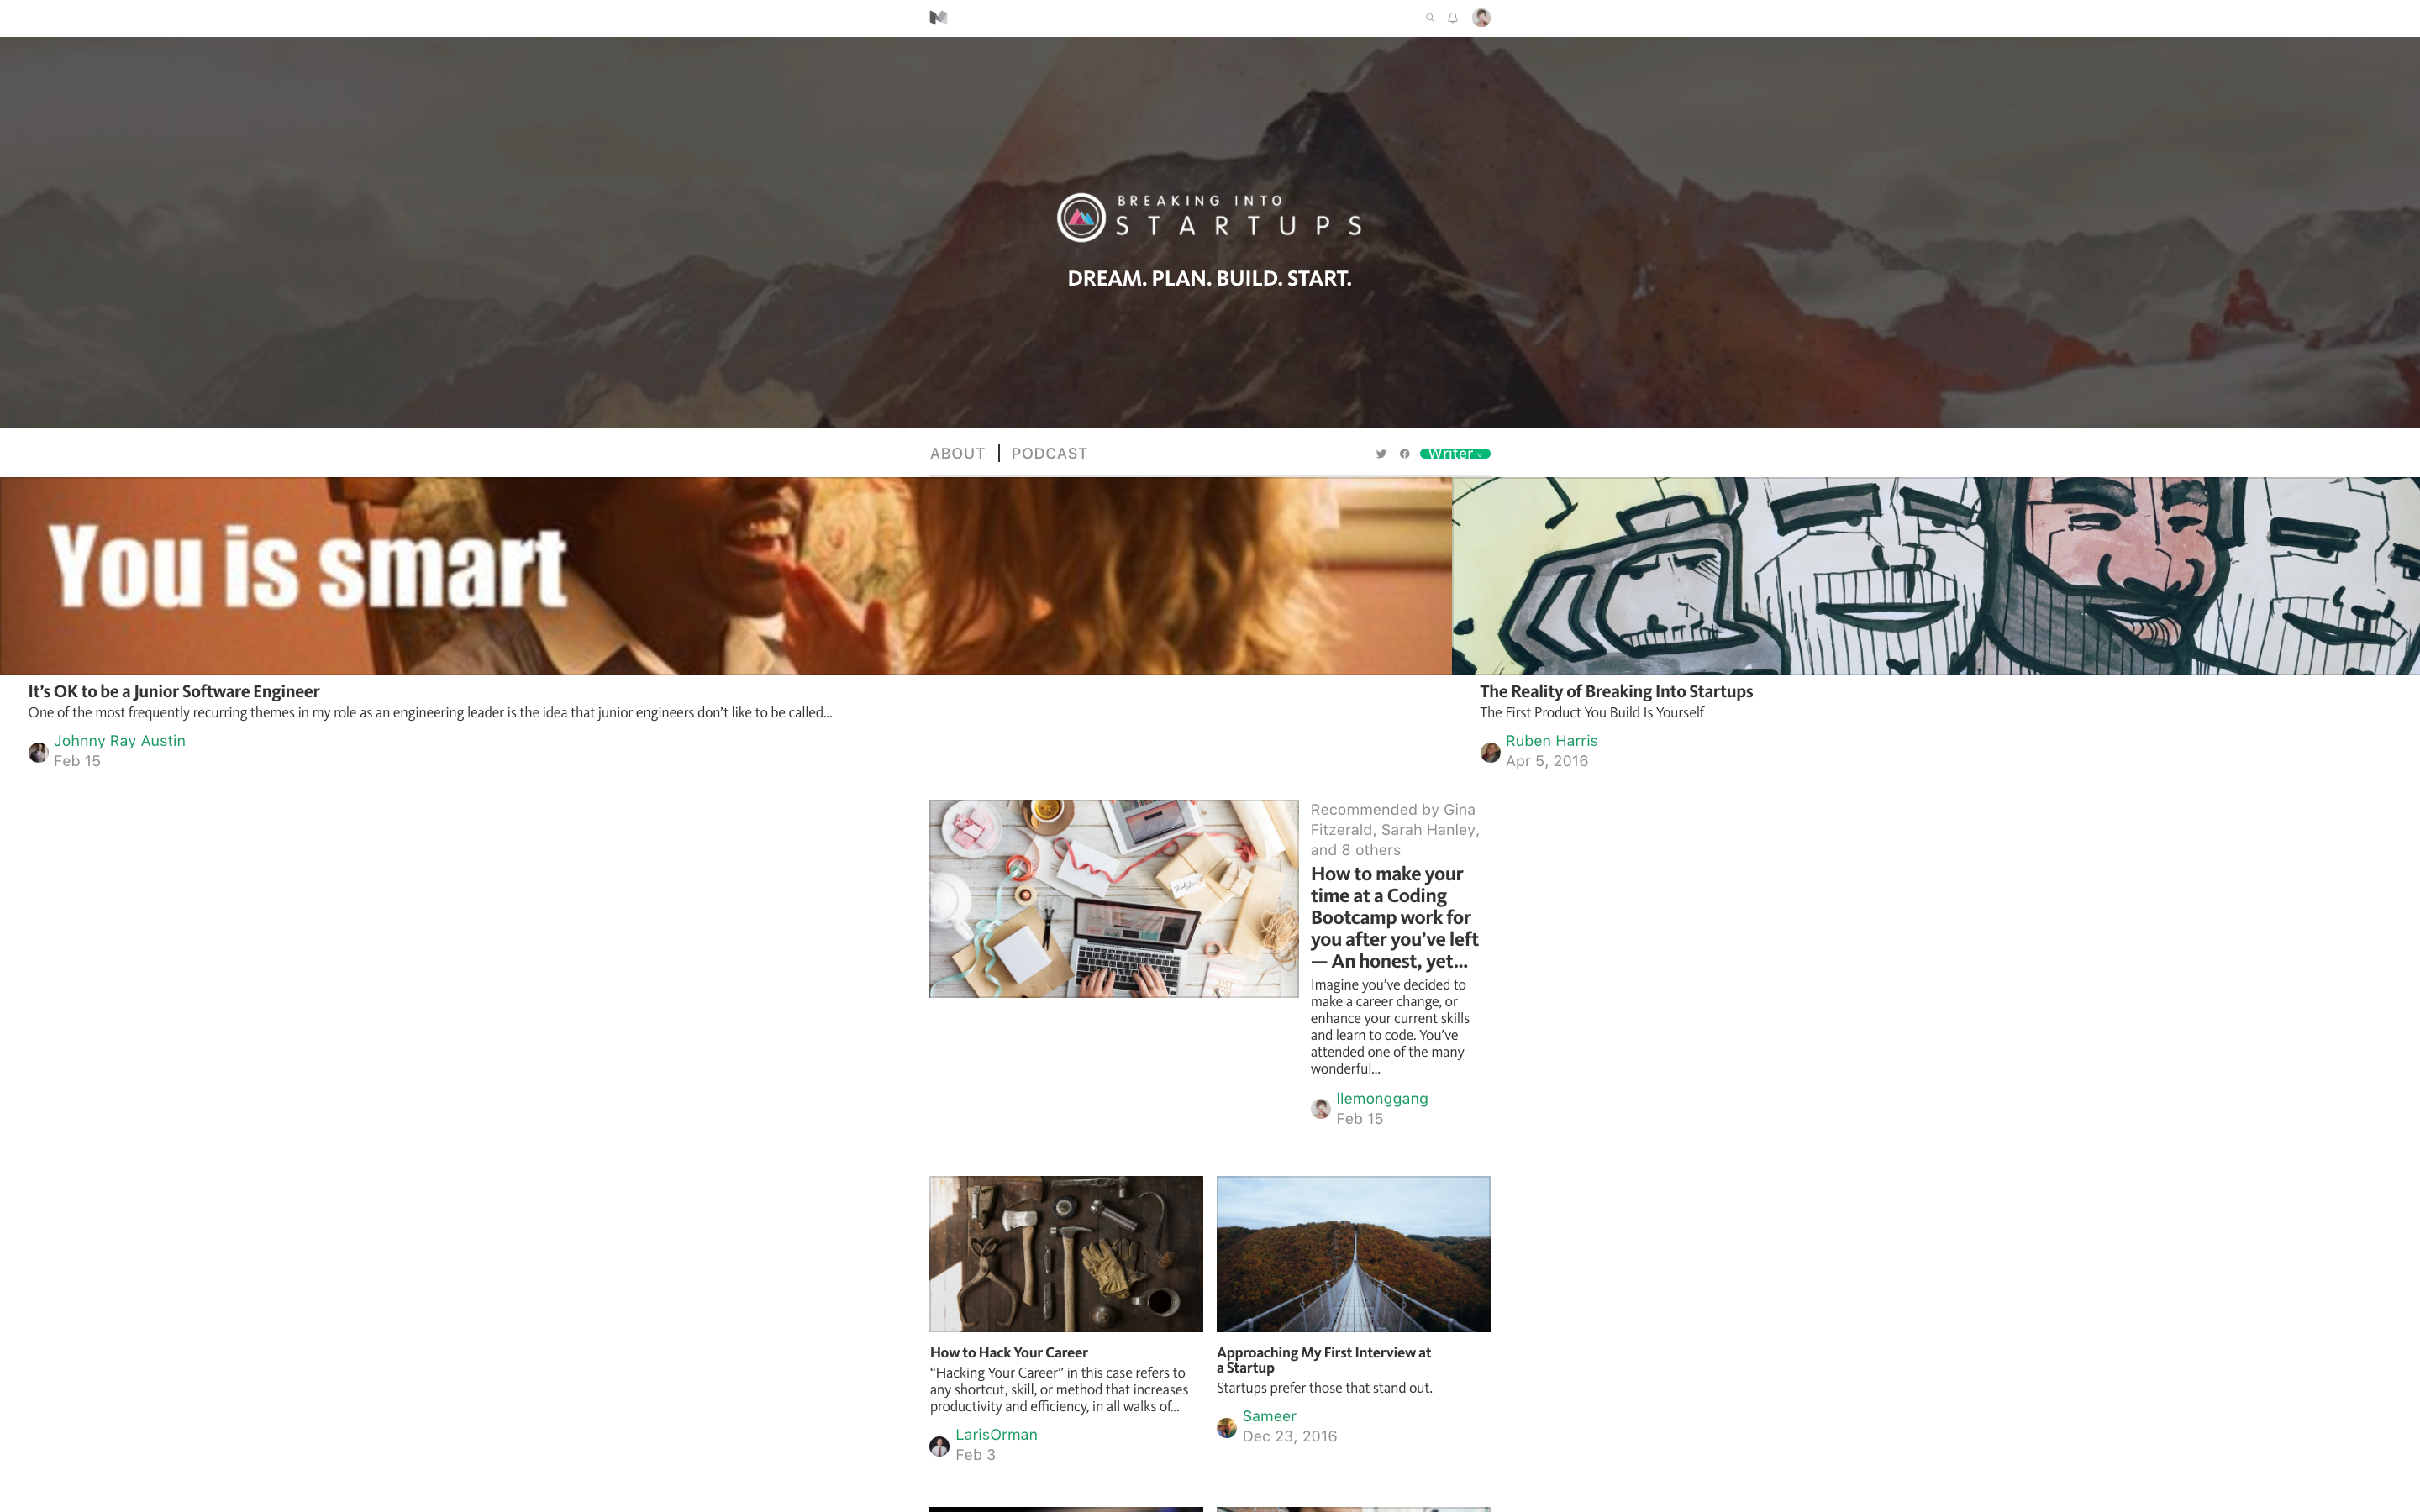 BREAKING INTO
STARTUPS
DREAM. PLAN. BUILD. START.
ABOUT
PODCAST
Writer
You is smart
It’s OK to be a Junior Software Engineer
One of the most frequently recurring themes in my role as an engineering leader is the idea that junior engineers don’t like to be called…
Johnny Ray Austin
Feb 15
The Reality of Breaking Into Startups
The First Product You Build Is Yourself
Ruben Harris
Apr 5, 2016
Recommended by Gina
Fitzerald, Sarah Hanley,
and 8 others
How to make your
time at a Coding
Bootcamp work for
you after you’ve left
— An honest, yet…
Imagine you’ve decided to
make a career change, or
enhance your current skills
and learn to code. You’ve
attended one of the many
wonderful…
llemonggang
Feb 15
How to Hack Your Career
“Hacking Your Career” in this case refers to
any shortcut, skill, or method that increases
productivity and efficiency, in all walks of…
LarisOrman
Feb 3
Approaching My First Interview at
a Startup
Startups prefer those that stand out.
Sameer
Dec 23, 2016